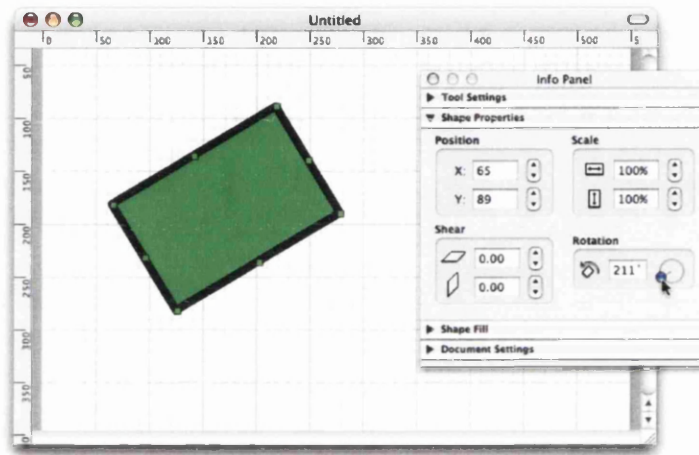 Untitled
0 50 100 150 200 250 300 350 400 450 500 5
50
100
150
200
250
300
350
Info Panel
Tool Settings
Shape Properties
Position
Scale
X: 65
100%
Y: 89
100%
Shear
Rotation
0.00
211°
0.00
Shape Fill
Document Settings